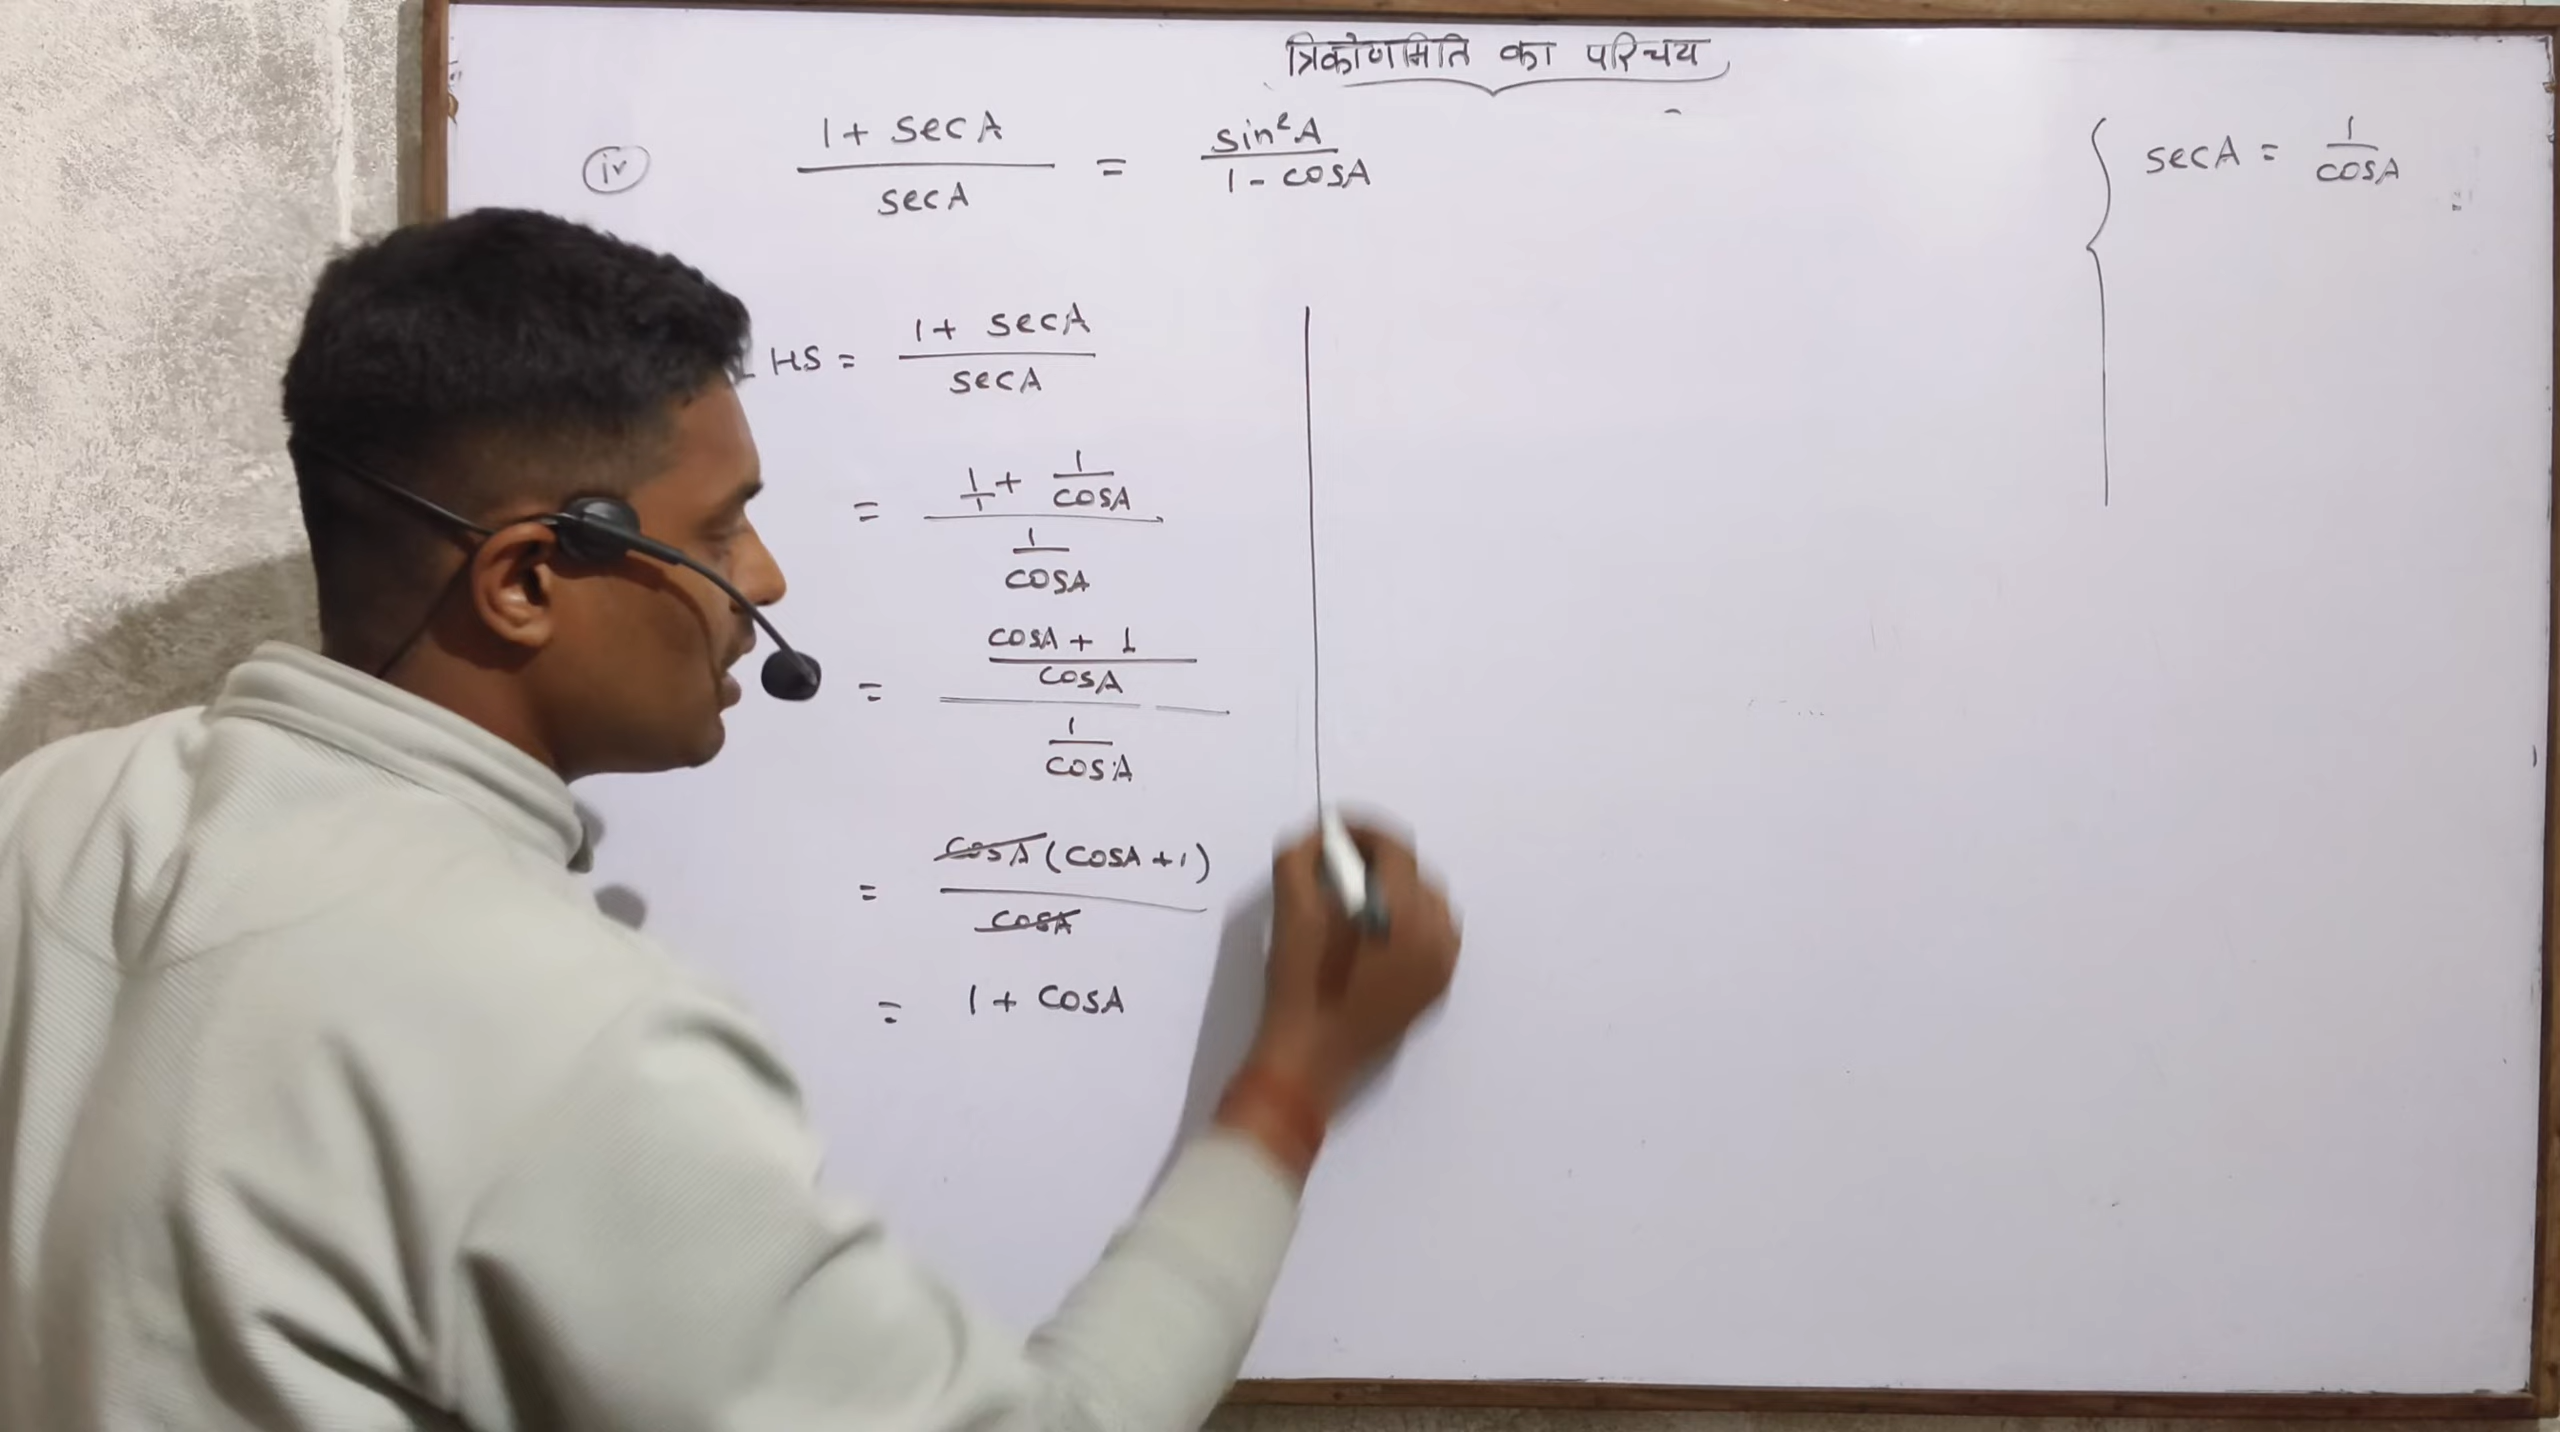 त्रिकोणमिति का परिचय
(iv) (1 + secA)/(secA) = (sin²A)/(1 - cosA)
{ secA = 1/(cosA)
LHS = (1 + secA)/(secA)
= (1/1 + 1/(cosA))/(1/(cosA))
= ((cosA + 1)/(cosA))/(1/(cosA))
= (cosA (cosA + 1))/(cosA)
= 1 + cosA